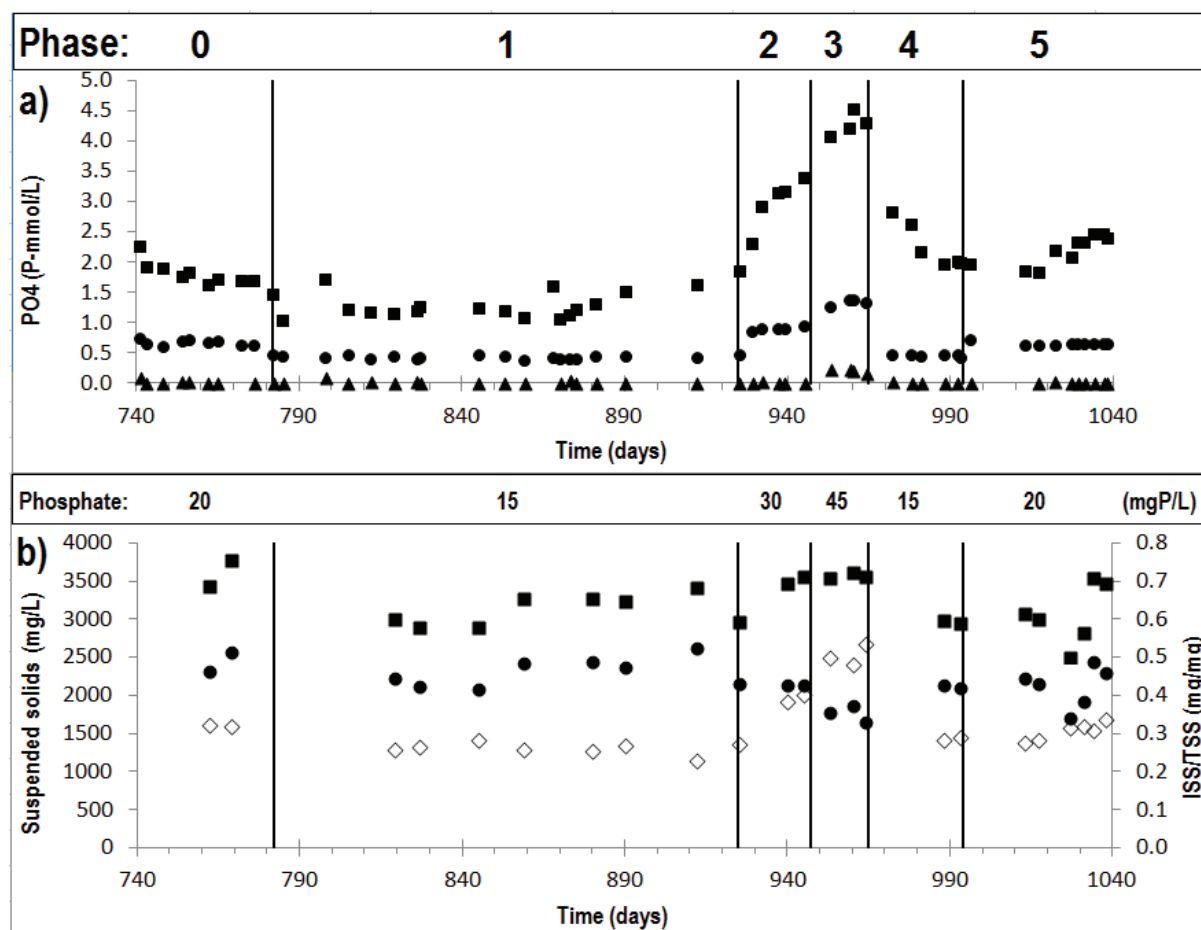 Phase: 0 1 2 3 4 5
a)
PO4 (P-mmol/L)
5.0
4.5
4.0
3.5
3.0
2.5
2.0
1.5
1.0
0.5
0.0
740 790 840 890 940 990 1040
Time (days)
Phosphate: 20 15 30 45 15 20 (mgP/L)
b)
Suspended solids (mg/L)
4000
3500
3000
2500
2000
1500
1000
500
0
0.8
0.7
0.6
0.5
0.4
0.3
0.2
0.1
0.0
ISS/TSS (mg/mg)
740 790 840 890 940 990 1040
Time (days)